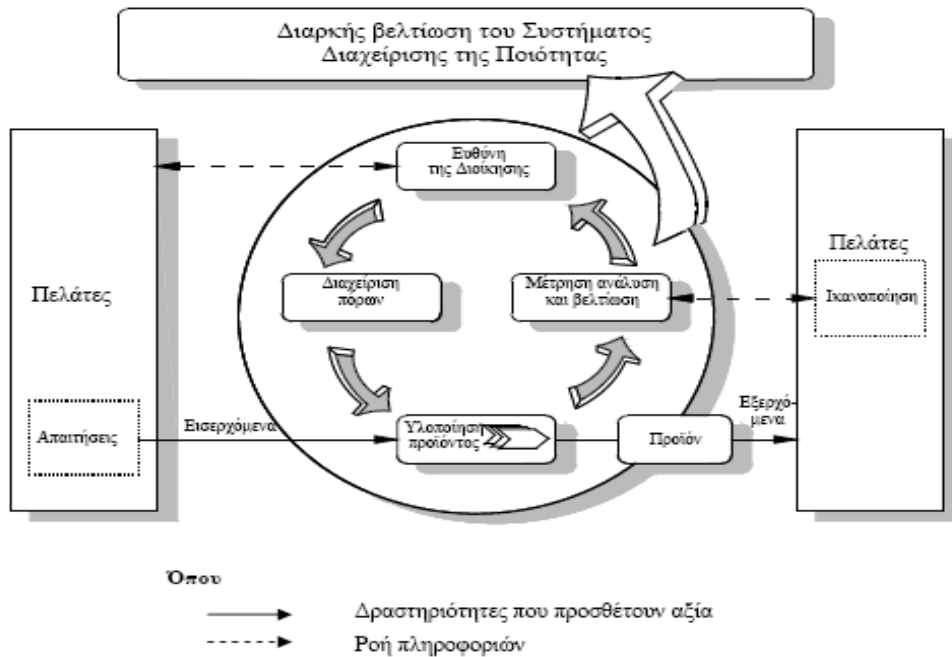 Διαρκής βελτίωση του Συστήματος
Διαχείρισης της Ποιότητας
Ευθύνη
της Διοίκησης
Πελάτες
Διαχείριση
πόρων
Μέτρηση ανάλυση
και βελτίωση
Πελάτες
Ικανοποίηση
Απαιτήσεις
Εισερχόμενα
Υλοποίηση
προϊόντος
Προϊόν
Εξερχό-
μενα
Όπου
Δραστηριότητες που προσθέτουν αξία
Ροή πληροφοριών